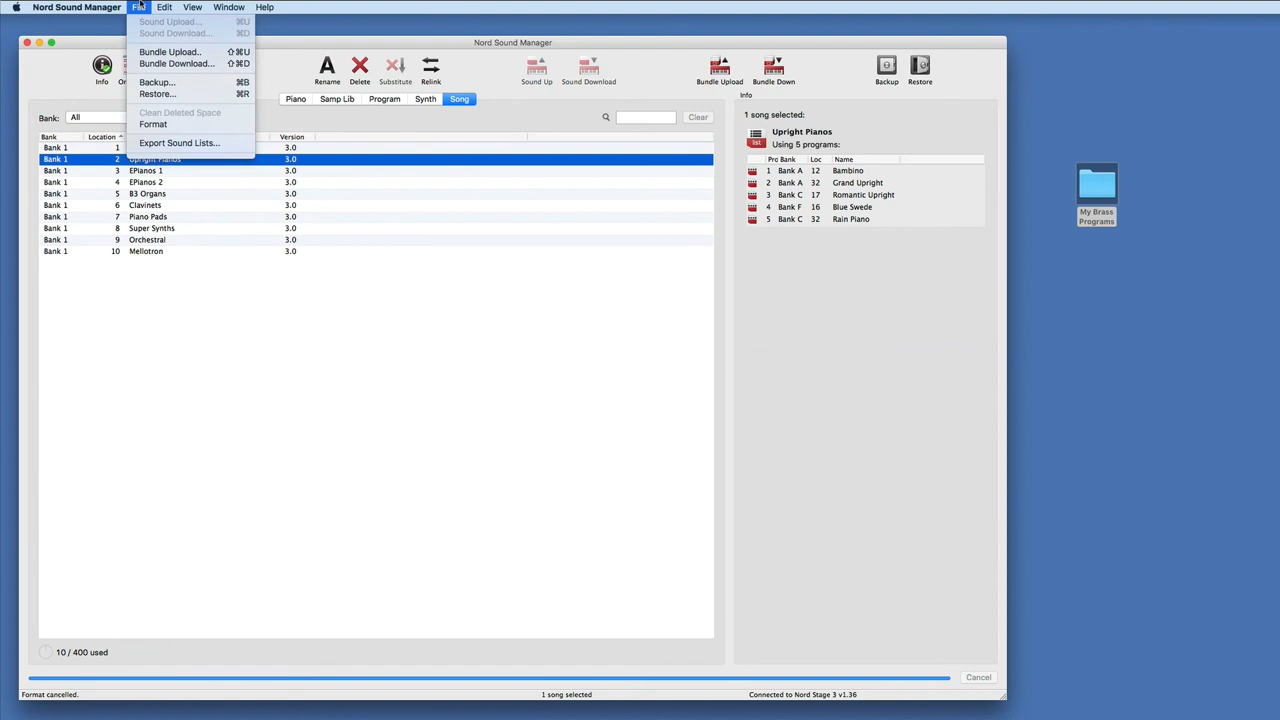 Nord Sound Manager File Edit View Window Help
Sound Upload... ⌘U
Sound Download... ⌘D
Bundle Upload.. ⇧⌘U
Bundle Download... ⇧⌘D
Backup... ⌘B
Restore... ⌘R
Clean Deleted Space
Format
Export Sound Lists...
Nord Sound Manager
Info Rename Delete Substitute Relink Sound Up Sound Download Bundle Upload Bundle Down Backup Restore
Piano Samp Lib Program Synth Song
Bank: All Clear
Bank Location Version
Bank 1 1 3.0
Bank 1 2 Upright Pianos
Bank 1 3 EPianos 1 3.0
Bank 1 4 EPianos 2 3.0
Bank 1 5 B3 Organs 3.0
Bank 1 6 Clavinets 3.0
Bank 1 7 Piano Pads 3.0
Bank 1 8 Super Synths 3.0
Bank 1 9 Orchestral 3.0
Bank 1 10 Mellotron 3.0
10 / 400 used
Info
1 song selected:
list
Upright Pianos
Using 5 programs:
Prc Bank Loc Name
1 Bank A 12 Bambino
2 Bank A 32 Grand Upright
3 Bank C 17 Romantic Upright
4 Bank F 16 Blue Swede
5 Bank C 32 Rain Piano
Cancel
Format cancelled. 1 song selected Connected to Nord Stage 3 v1.36
My Brass
Programs